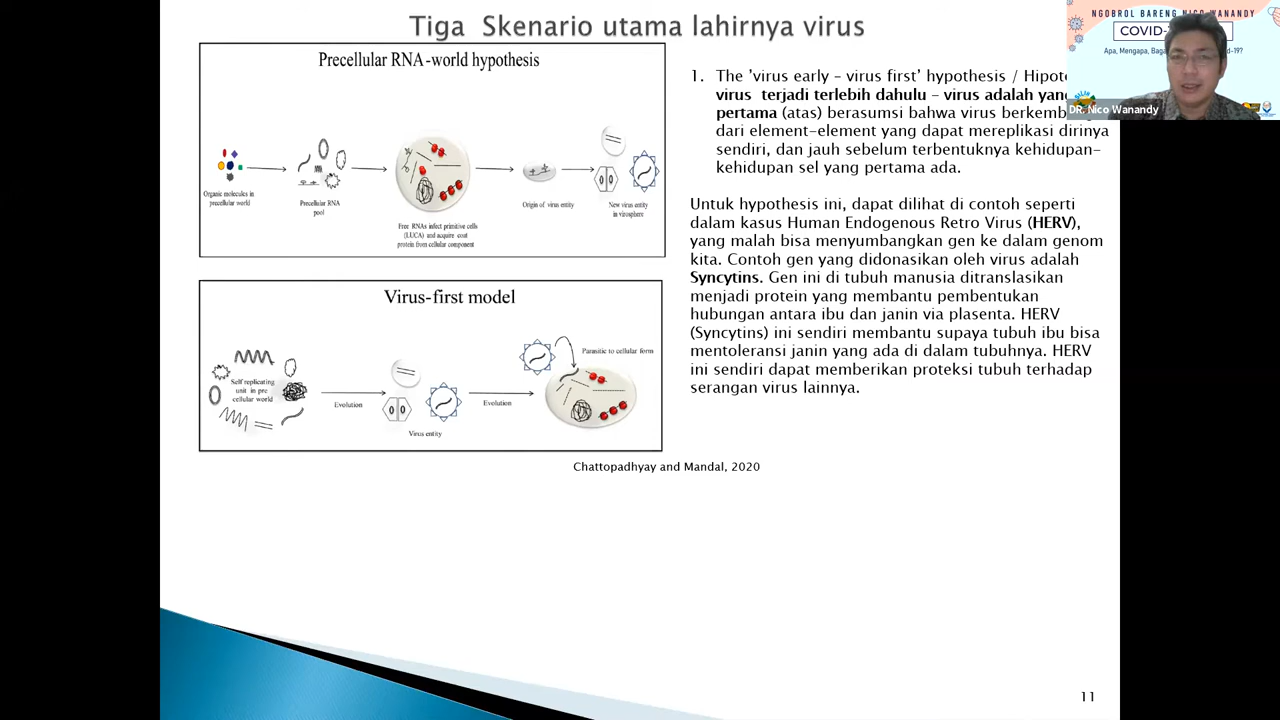 Tiga Skenario utama lahirnya virus
Precellular RNA-world hypothesis
Organic molecules in
precellular world
Precellular RNA
pool
Free RNAs infect primitive cells
(LUCA) and acquire coat
protein from cellular component
Origin of virus entity
New virus entity
in virosphere
Virus-first model
Self replicating
unit in pre
cellular world
Evolution
Virus entity
Evolution
Parasitic to cellular form
Chattopadhyay and Mandal, 2020
1. The 'virus early – virus first' hypothesis /
virus terjadi terlebih dahulu – virus adalah
pertama (atas) berasumsi bahwa virus
dari element-element yang dapat mereplikasi dirinya
sendiri, dan jauh sebelum terbentuknya kehidupan-
kehidupan sel yang pertama ada.
Untuk hypothesis ini, dapat dilihat di contoh seperti
dalam kasus Human Endogenous Retro Virus (HERV),
yang malah bisa menyumbangkan gen ke dalam genom
kita. Contoh gen yang didonasikan oleh virus adalah
Syncytins. Gen ini di tubuh manusia ditranslasikan
menjadi protein yang membantu pembentukan
hubungan antara ibu dan janin via plasenta. HERV
(Syncytins) ini sendiri membantu supaya tubuh ibu bisa
mentoleransi janin yang ada di dalam tubuhnya. HERV
ini sendiri dapat memberikan proteksi tubuh terhadap
serangan virus lainnya.
NGOBROL BARENG NICO WANANDY
COVID-
Apa, Mengapa,
DR. Nico Wanandy
11